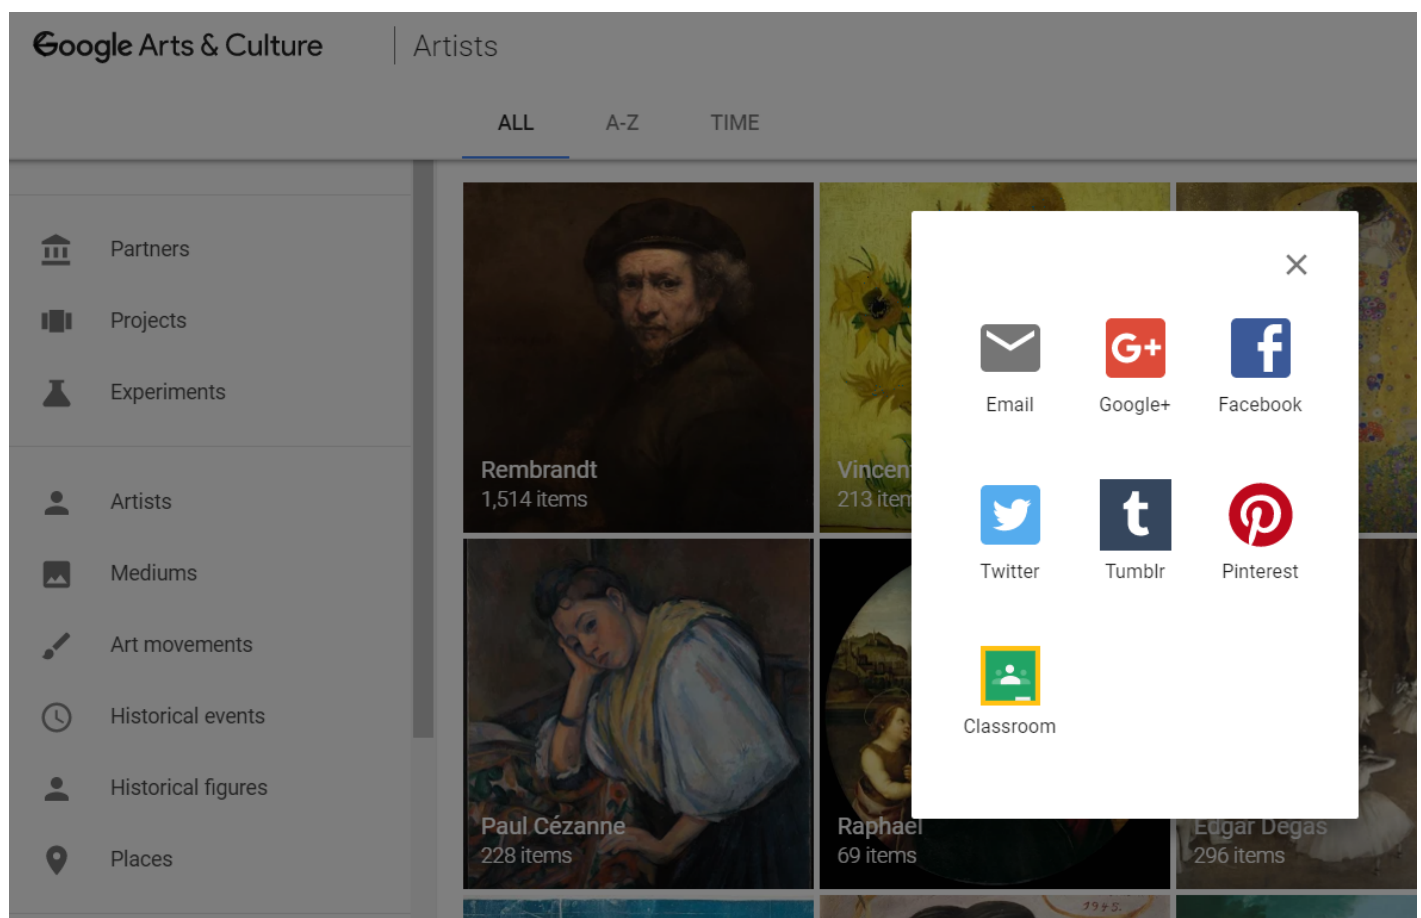 Google Arts & Culture
Artists
ALL
A-Z
TIME
Partners
Projects
Experiments
Artists
Mediums
Art movements
Historical events
Historical figures
Places
Rembrandt
1,514 items
213
Paul Cézanne
228 items
Raphael
69 items
Edgar Degas
296 items
1945.
G+
f
t
Email
Google+
Facebook
Twitter
Tumblr
Pinterest
Classroom